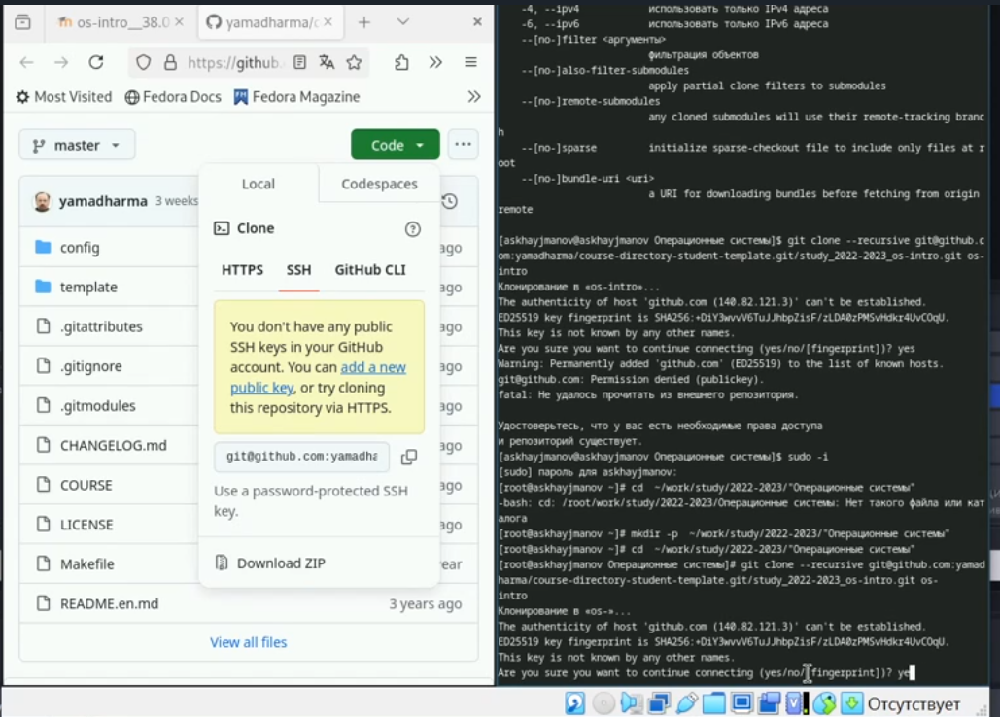 os-intro__38.0
yamadharma/c
https://github.
Most Visited
Fedora Docs
Fedora Magazine
master
Code
Local
Codespaces
yamadharma 3 weeks
Clone
config
ago
HTTPS
SSH
GitHub CLI
template
ago
You don't have any public
SSH keys in your GitHub
account. You can add a new
public key, or try cloning
this repository via HTTPS.
.gitattributes
ago
.gitignore
ago
.gitmodules
ago
CHANGELOG.md
ago
git@github.com:yamadha
COURSE
ago
Use a password-protected SSH
key.
LICENSE
ago
Download ZIP
Makefile
year
README.en.md
3 years ago
View all files
-4, --ipv4 использовать только IPv4 адреса
-6, --ipv6 использовать только IPv6 адреса
--[no-]filter <аргументы>
фильтрация объектов
--[no-]also-filter-submodules
apply partial clone filters to submodules
--[no-]remote-submodules
any cloned submodules will use their remote-tracking branc
h
--[no-]sparse initialize sparse-checkout file to include only files at r
oot
--[no-]bundle-uri <uri>
a URI for downloading bundles before fetching from origin
remote
[askhayjmanov@askhayjmanov Операционные системы]$ git clone --recursive git@github.c
om:yamadharma/course-directory-student-template.git/study_2022-2023_os-intro.git os-
intro
Клонирование в «os-intro»...
The authenticity of host 'github.com (140.82.121.3)' can't be established.
ED25519 key fingerprint is SHA256:+DiY3wvvV6TuJJhbpZisF/zLDA0zPMSvHdkr4UvCOqU.
This key is not known by any other names.
Are you sure you want to continue connecting (yes/no/[fingerprint])? yes
Warning: Permanently added 'github.com' (ED25519) to the list of known hosts.
git@github.com: Permission denied (publickey).
fatal: Не удалось прочитать из внешнего репозитория.
Удостоверьтесь, что у вас есть необходимые права доступа
и репозиторий существует.
[askhayjmanov@askhayjmanov Операционные системы]$ sudo -i
[sudo] пароль для askhayjmanov:
[root@askhayjmanov ~]# cd ~/work/study/2022-2023/"Операционные системы"
-bash: cd: /root/work/study/2022-2023/Операционные системы: Нет такого файла или кат
алога
[root@askhayjmanov ~]# mkdir -p ~/work/study/2022-2023/"Операционные системы"
[root@askhayjmanov ~]# cd ~/work/study/2022-2023/"Операционные системы"
[root@askhayjmanov Операционные системы]# git clone --recursive git@github.com:yamad
harma/course-directory-student-template.git/study_2022-2023_os-intro.git os-
intro
Клонирование в «os-»...
The authenticity of host 'github.com (140.82.121.3)' can't be established.
ED25519 key fingerprint is SHA256:+DiY3wvvV6TuJJhbpZisF/zLDA0zPMSvHdkr4UvCOqU.
This key is not known by any other names.
Are you sure you want to continue connecting (yes/no/[fingerprint])? ye
Отсутствует